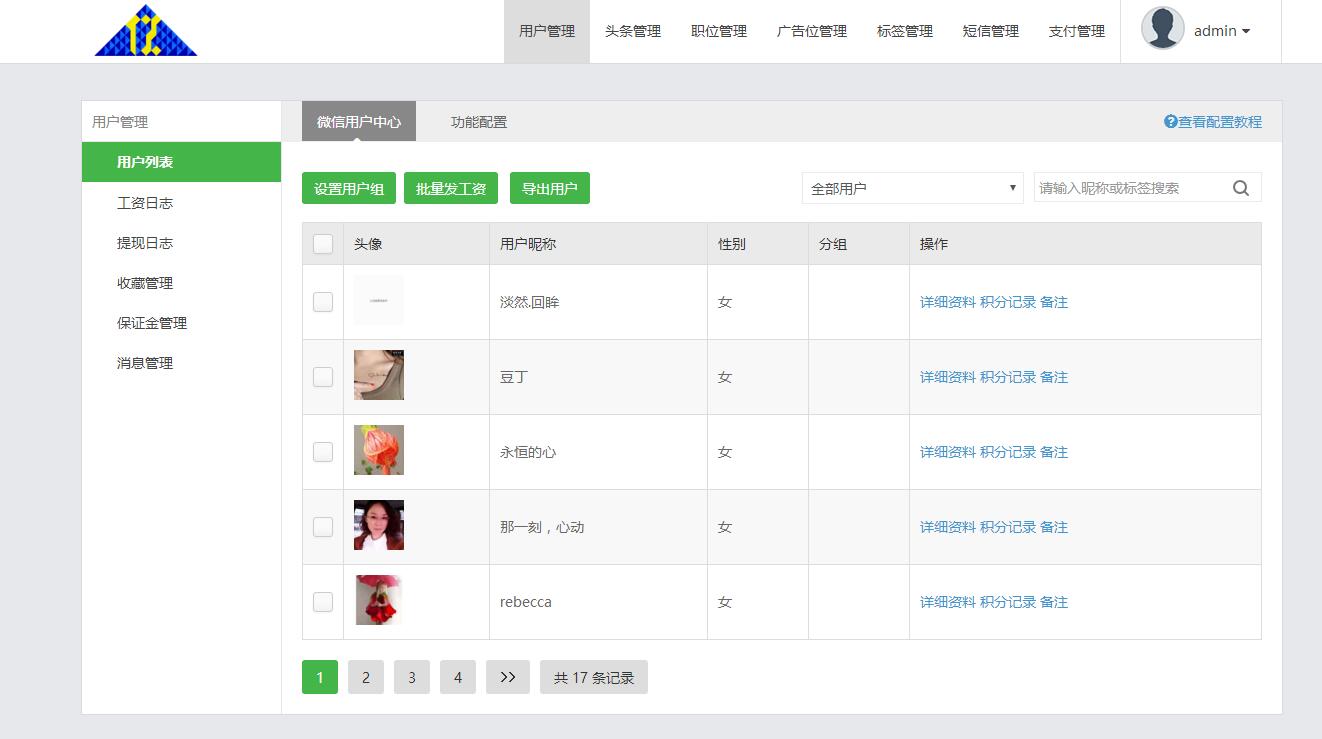 用户管理 头条管理 职位管理 广告位管理 标签管理 短信管理 支付管理 admin
用户管理
用户列表
工资日志
提现日志
收藏管理
保证金管理
消息管理
微信用户中心 功能配置 查看配置教程
设置用户组 批量发工资 导出用户 全部用户 请输入昵称或标签搜索
头像 用户昵称 性别 分组 操作
淡然.回眸 女 详细资料 积分记录 备注
豆丁 女 详细资料 积分记录 备注
永恒的心 女 详细资料 积分记录 备注
那一刻，心动 女 详细资料 积分记录 备注
rebecca 女 详细资料 积分记录 备注
1 2 3 4 >> 共 17 条记录